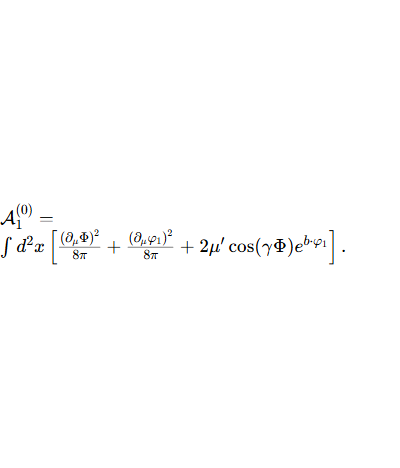 $\mathcal{A}_1^{(0)} =$
$\int d^2x \left[ \frac{(\partial_\mu \Phi)^2}{8\pi} + \frac{(\partial_\mu \varphi_1)^2}{8\pi} + 2\mu' \cos(\gamma\Phi) e^{b \cdot \varphi_1} \right].$